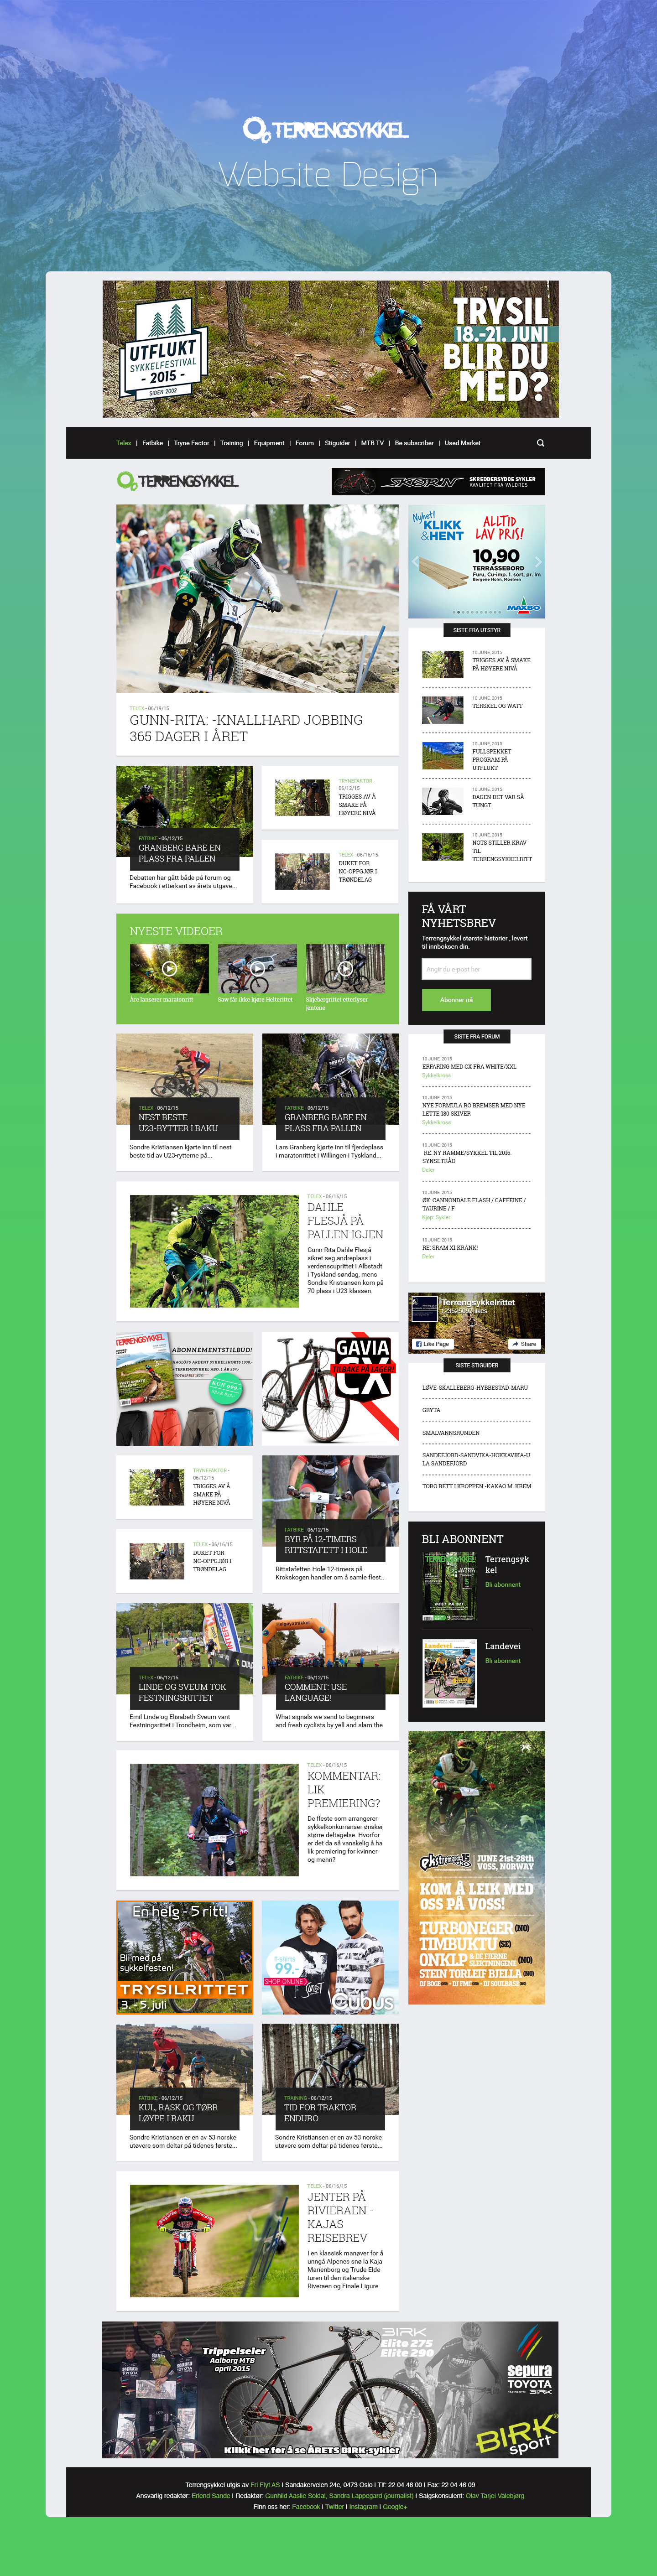 TERRENGSYKKEL
Website Design
UTFLUKT
SYKKELFESTIVAL
- 2015 -
SIDEN 2002
TRYSIL
18.-21. JUNI
BLIR DU
MED?
Telex | Fatbike | Tryne Factor | Training | Equipment | Forum | Stiguider | MTB TV | Be subscriber | Used Market
TERRENGSYKKEL
SKREDDERSYDDE SYKLER
KVALITET FRA VALDRES
TELEX - 06/19/15
GUNN-RITA: -KNALLHARD JOBBING
365 DAGER I ÅRET
FATBIKE - 06/12/15
GRANBERG BARE EN
PLASS FRA PALLEN
Debatten har gått både på forum og
Facebook i etterkant av årets utgave...
TRYNEFAKTOR -
06/12/15
TRIGGES AV Å
SMAKE PÅ
HØYERE NIVÅ
TELEX - 06/16/15
DUKET FOR
NC-OPPGJØR I
TRØNDELAG
NYESTE VIDEOER
Åre lanserer maratonritt
Saw får ikke kjøre Helterittet
Skjebergrittet etterlyser
jentene
TELEX - 06/12/15
NEST BESTE
U23-RYTTER I BAKU
Sondre Kristiansen kjørte inn til nest
beste tid av U23-rytterne på...
FATBIKE - 06/12/15
GRANBERG BARE EN
PLASS FRA PALLEN
Lars Granberg kjørte inn til fjerdeplass
i maratonrittet i Willingen i Tyskland...
TELEX - 06/16/15
DAHLE
FLESJÅ PÅ
PALLEN IGJEN
Gunn-Rita Dahle Flesjå
sikret seg andreplass i
verdenscuprittet i Albstadt
i Tyskland søndag, mens
Sondre Kristiansen kom på
70 plass i U23-klassen.
TERRENGSYKKEL
ABONNEMENTSTILBUD!
KUN 999,-
GAVIA
TILBAKE PÅ LAGER!
CX
TRYNEFAKTOR -
06/12/15
TRIGGES AV Å
SMAKE PÅ
HØYERE NIVÅ
TELEX - 06/16/15
DUKET FOR
NC-OPPGJØR I
TRØNDELAG
2
FATBIKE - 06/12/15
BYR PÅ 12-TIMERS
RITTSTAFETT I HOLE
Rittstafetten Hole 12-timers på
Krokskogen handler om å samle flest..
TELEX - 06/12/15
LINDE OG SVEUM TOK
FESTNINGSRITTET
Emil Linde og Elisabeth Sveum vant
Festningsrittet i Trondheim, som var...
FATBIKE - 06/12/15
COMMENT: USE
LANGUAGE!
What signals we send to beginners
and fresh cyclists by yell and slam the
TELEX - 06/16/15
KOMMENTAR:
LIK
PREMIERING?
De fleste som arrangerer
sykkelkonkurranser ønsker
større deltagelse. Hvorfor
er det da så vanskelig å ha
lik premiering for kvinner
og menn?
En helg - 5 ritt!
Bli med på
sykkelfesten!
TRYSILRITTET
3. - 5. juli
T-shirts
99.-
SHOP ONLINE
Cubus
FATBIKE - 06/12/15
KUL, RASK OG TØRR
LØYPE I BAKU
Sondre Kristiansen er en av 53 norske
utøvere som deltar på tidenes første...
TRAINING - 06/12/15
TID FOR TRAKTOR
ENDURO
Sondre Kristiansen er en av 53 norske
utøvere som deltar på tidenes første...
TELEX - 06/16/15
JENTER PÅ
RIVIERAEN -
KAJAS
REISEBREV
I en klassisk manøver for å
unngå Alpenes snø la Kaja
Marienborg og Trude Elde
turen til den italienske
Riveraen og Finale Ligure.
Nyhet!
KLIKK
&HENT
ALLTID
LAV PRIS!
10,90
TERRASSEBORD
Furu, Cu-imp. 1. sort, pr. lm
Bergene Holm, Moelven
MAXBO
SISTE FRA UTSTYR
10 JUNE, 2015
TRIGGES AV Å SMAKE
PÅ HØYERE NIVÅ
10 JUNE, 2015
TERSKEL OG WATT
10 JUNE, 2015
FULLSPEKKET
PROGRAM PÅ
UTFLUKT
10 JUNE, 2015
DAGEN DET VAR SÅ
TUNGT
10 JUNE, 2015
NOTS STILLER KRAV
TIL
TERRENGSYKKELRITT
FÅ VÅRT
NYHETSBREV
Terrengsykkel største historier , levert
til innboksen din.
Angir du e-post her
Abonner nå
SISTE FRA FORUM
10 JUNE, 2015
ERFARING MED CX FRA WHITE/XXL
Sykkelkross
10 JUNE, 2015
NYE FORMULA RO BREMSER MED NYE
LETTE 180 SKIVER
Sykkelkross
10 JUNE, 2015
RE: NY RAMME/SYKKEL TIL 2016.
SYNSETRÅD
Deler
10 JUNE, 2015
ØK: CANNONDALE FLASH / CAFFEINE /
TAURINE / F
Kjøp: Sykler
10 JUNE, 2015
RE: SRAM X1 KRANK!
Deler
Terrengsykkelrittet
Like Page
Share
SISTE STIGUIDER
LØVE-SKALLEBERG-HYBBESTAD-MARU
GRYTA
SMALVANNSRUNDEN
SANDEFJORD-SANDVIKA-HOKKAVIKA-U
LA SANDEFJORD
TORO RETT I KROPPEN -KAKAO M. KREM
BLI ABONNENT
TERRENGSYKKEL
Terrengsyk
kel
Bli abonnent
Landevei
Landevei
Bli abonnent
JUNE 21st-28th
VOSS, NORWAY
KOM Å LEIK MED
OSS PÅ VOSS!
TURBONEGER (NO)
TIMBUKTU (SE)
ONKLP & DE FJERNE SLEKTNINGENE (NO)
STEIN TORLEIF BJELLA (NO)
Trippelseier
Aalborg MTB
april 2015
BIRK
Elite 275
Elite 290
sepura
TOYOTA
BIRK
BIRK
sport
Klikk her for å se ÅRETS BIRK-sykler
Terrengsykkel utgis av Fri Flyt AS I Sandakerveien 24c, 0473 Oslo I Tlf: 22 04 46 00 I Fax: 22 04 46 09
Ansvarlig redaktør: Erlend Sande I Redaktør: Gunhild Aaslie Soldal, Sandra Lappegard (journalist) I Salgskonsulent: Olav Tarjei Valebjørg
Finn oss her: Facebook I Twitter I Instagram I Google+